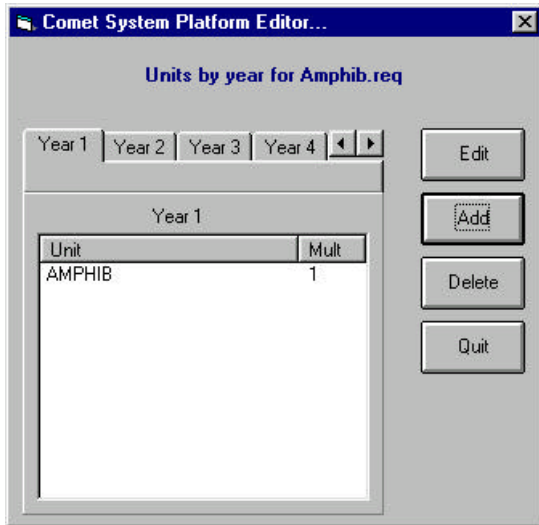 Comet System Platform Editor...
Units by year for Amphib.req
Year 1 Year 2 Year 3 Year 4
Edit
Year 1
Add
Unit Mult
AMPHIB 1
Delete
Quit